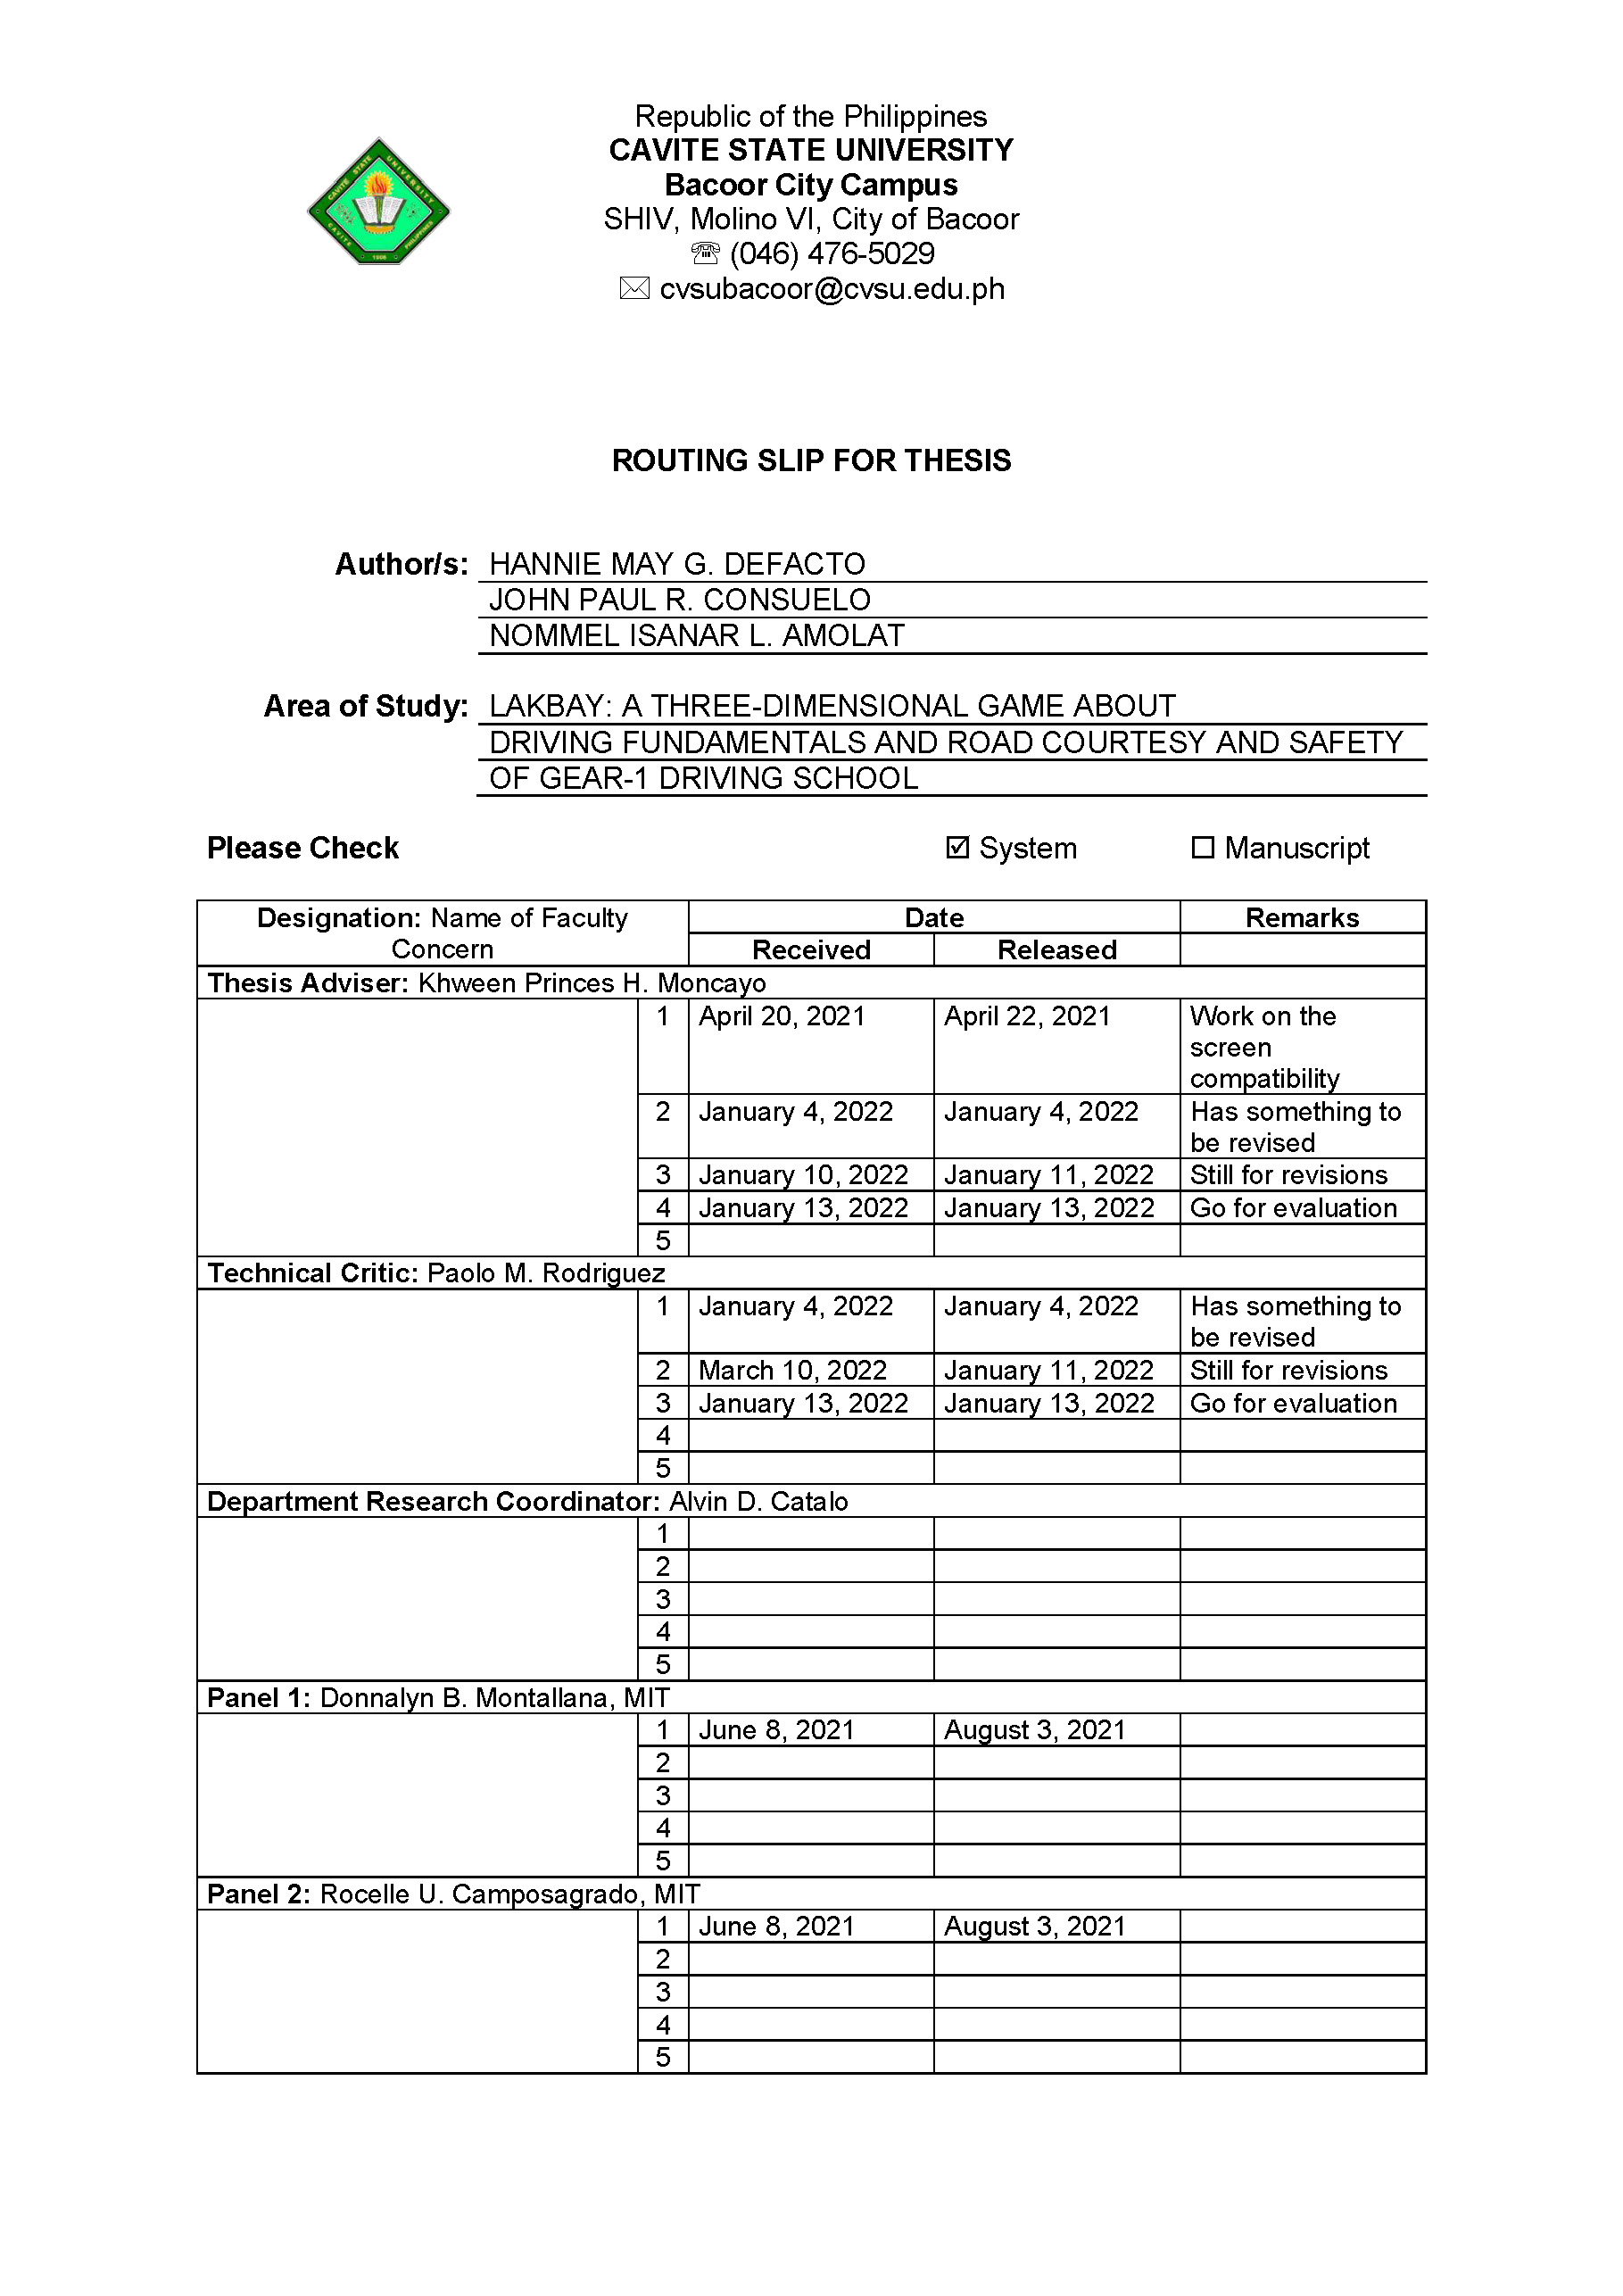 Republic of the Philippines
CAVITE STATE UNIVERSITY
Bacoor City Campus
SHIV, Molino VI, City of Bacoor
☏ (046) 476-5029
✉ cvsubacoor@cvsu.edu.ph
CAVITE STATE UNIVERSITY
CAVITE PHILIPPINES
1906
ROUTING SLIP FOR THESIS
Author/s: HANNIE MAY G. DEFACTO
JOHN PAUL R. CONSUELO
NOMMEL ISANAR L. AMOLAT
Area of Study: LAKBAY: A THREE-DIMENSIONAL GAME ABOUT
DRIVING FUNDAMENTALS AND ROAD COURTESY AND SAFETY
OF GEAR-1 DRIVING SCHOOL
Please Check ☑ System ☐ Manuscript
Designation: Name of Faculty Date Remarks
Concern Received Released
Thesis Adviser: Khween Princes H. Moncayo
1 April 20, 2021 April 22, 2021 Work on the
screen
compatibility
2 January 4, 2022 January 4, 2022 Has something to
be revised
3 January 10, 2022 January 11, 2022 Still for revisions
4 January 13, 2022 January 13, 2022 Go for evaluation
5
Technical Critic: Paolo M. Rodriguez
1 January 4, 2022 January 4, 2022 Has something to
be revised
2 March 10, 2022 January 11, 2022 Still for revisions
3 January 13, 2022 January 13, 2022 Go for evaluation
4
5
Department Research Coordinator: Alvin D. Catalo
1
2
3
4
5
Panel 1: Donnalyn B. Montallana, MIT
1 June 8, 2021 August 3, 2021
2
3
4
5
Panel 2: Rocelle U. Camposagrado, MIT
1 June 8, 2021 August 3, 2021
2
3
4
5